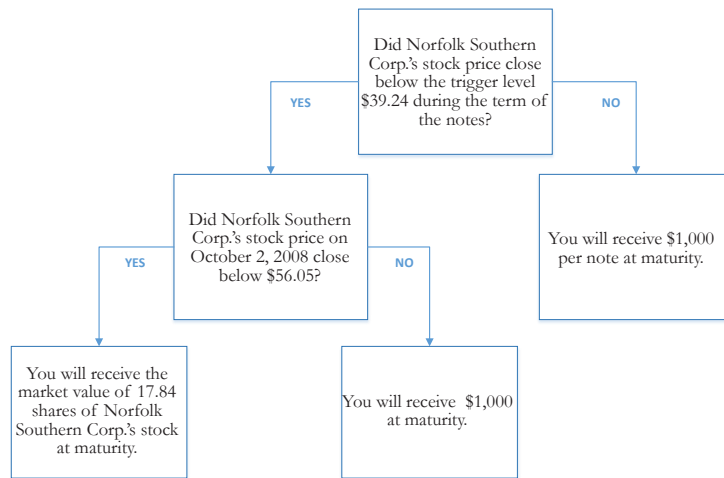 Did Norfolk Southern
Corp.'s stock price close
below the trigger level
$39.24 during the term of
the notes?
YES
NO
Did Norfolk Southern
Corp.'s stock price on
October 2, 2008 close
below $56.05?
You will receive $1,000
per note at maturity.
YES
NO
You will receive the
market value of 17.84
shares of Norfolk
Southern Corp.'s stock
at maturity.
You will receive $1,000
at maturity.